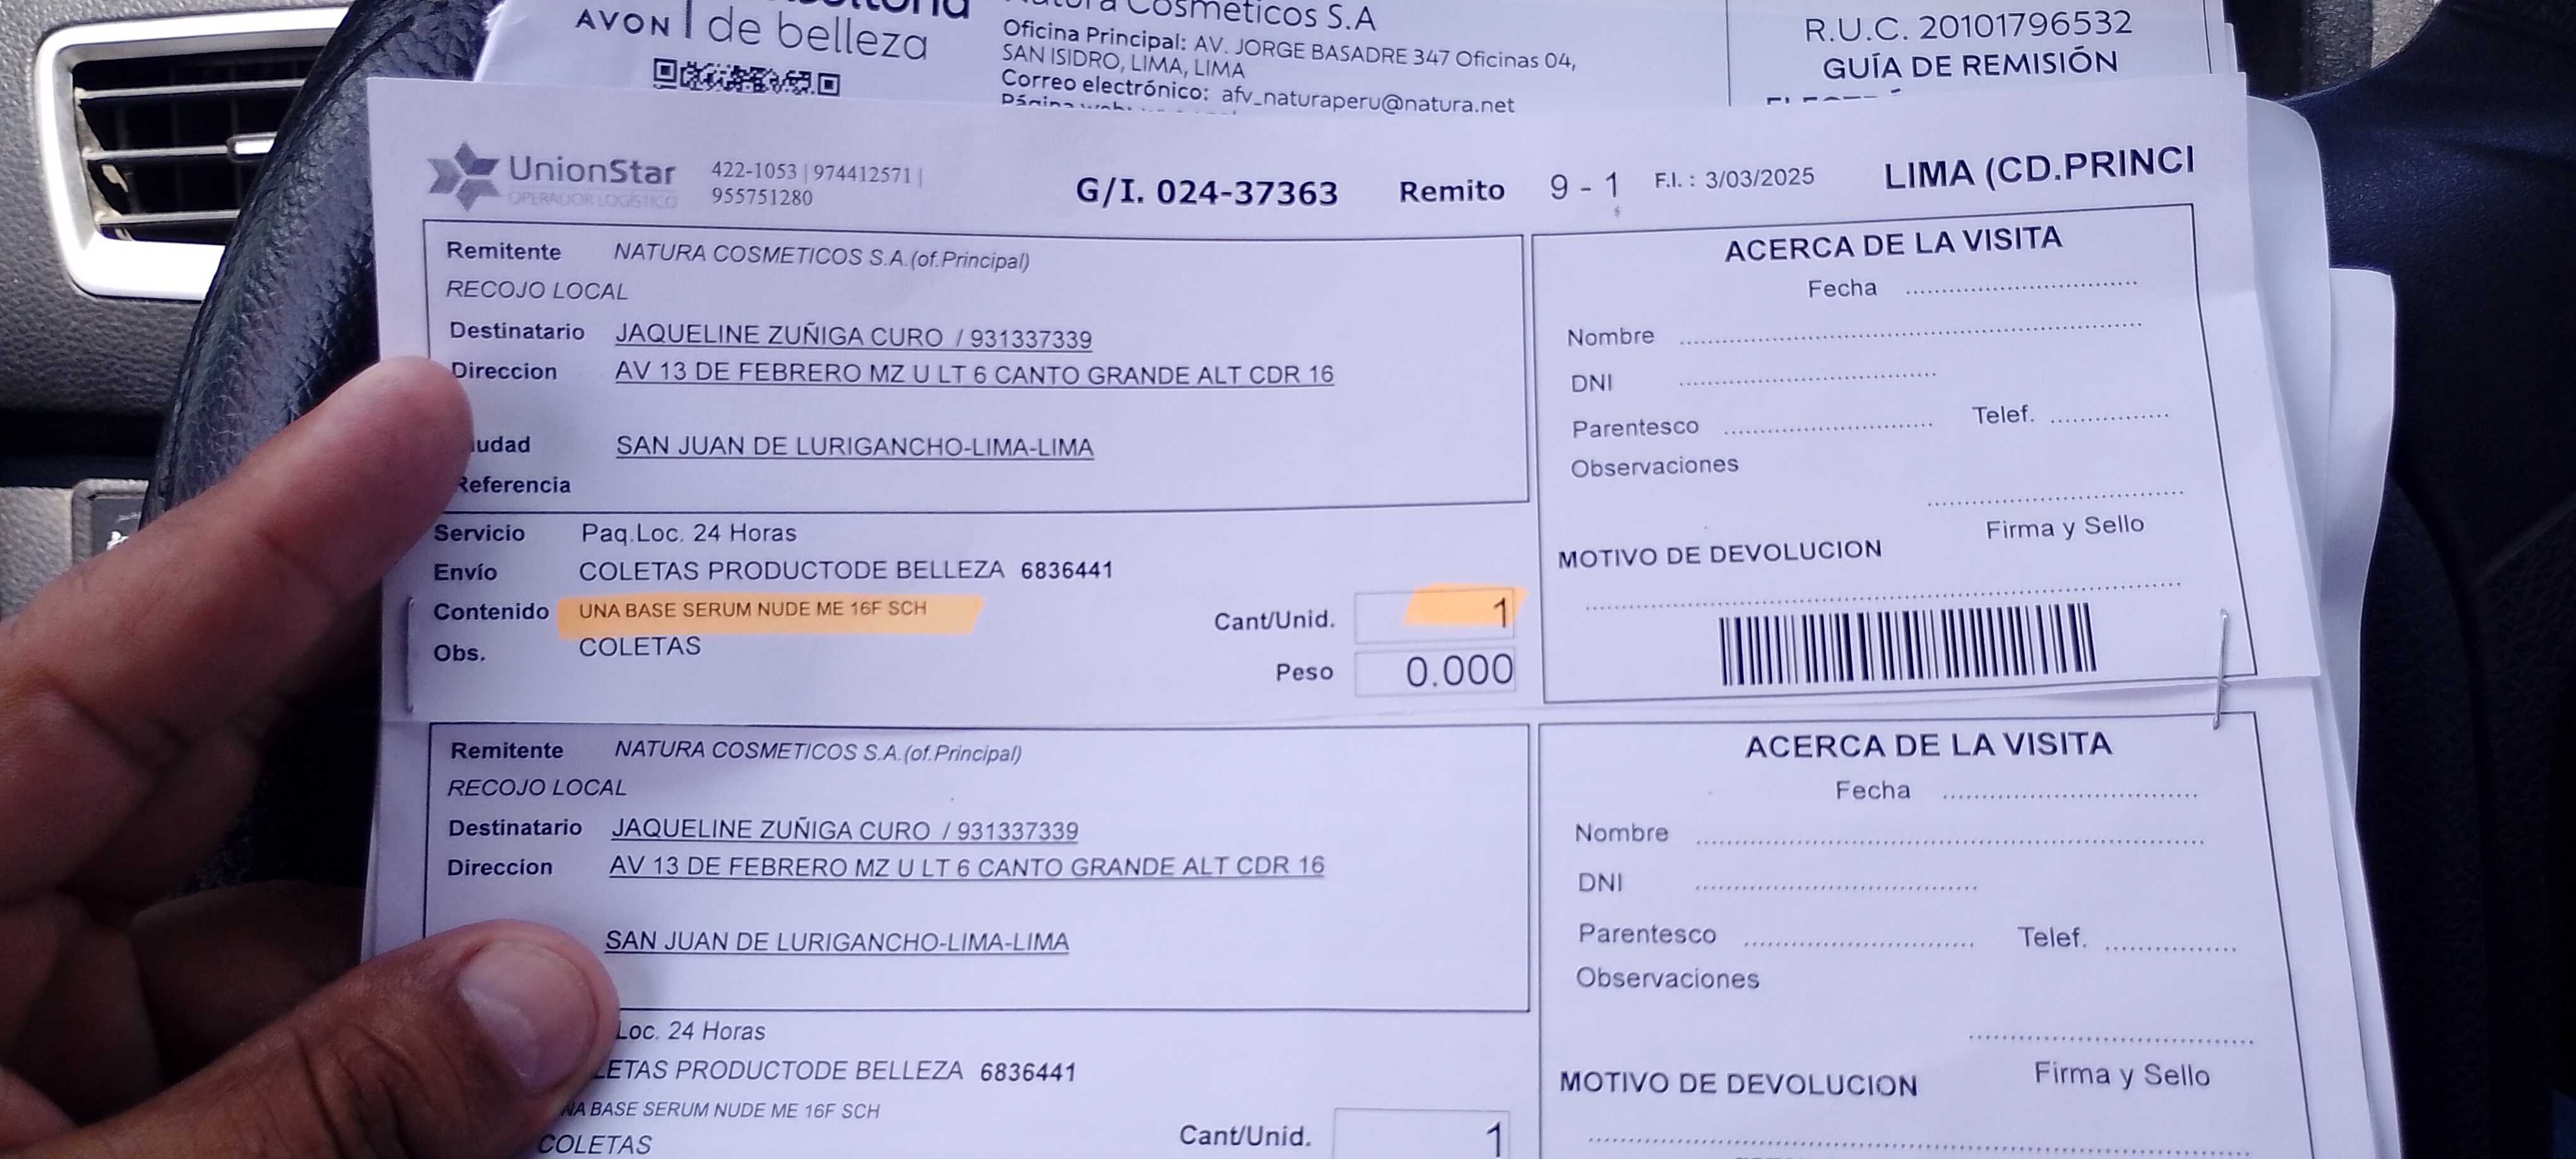 AVON | de belleza
Cosméticos S.A
Oficina Principal: AV. JORGE BASADRE 347 Oficinas 04,
SAN ISIDRO, LIMA, LIMA
Correo electrónico: afv_naturaperu@natura.net
R.U.C. 20101796532
GUÍA DE REMISIÓN
UnionStar
OPERADOR LOGÍSTICO
422-1053 | 974412571 |
955751280
G/I. 024-37363 Remito 9 - 1 F.I. : 3/03/2025 LIMA (CD.PRINCI
Remitente NATURA COSMETICOS S.A.(of.Principal)
RECOJO LOCAL
Destinatario JAQUELINE ZUÑIGA CURO / 931337339
Direccion AV 13 DE FEBRERO MZ U LT 6 CANTO GRANDE ALT CDR 16
udad SAN JUAN DE LURIGANCHO-LIMA-LIMA
Referencia
Servicio Paq.Loc. 24 Horas
Envío COLETAS PRODUCTODE BELLEZA 6836441
Contenido UNA BASE SERUM NUDE ME 16F SCH
Cant/Unid. 1
Obs. COLETAS
Peso 0.000
ACERCA DE LA VISITA
Fecha
Nombre
DNI
Parentesco Telef.
Observaciones
Firma y Sello
MOTIVO DE DEVOLUCION
Remitente NATURA COSMETICOS S.A.(of.Principal)
RECOJO LOCAL
Destinatario JAQUELINE ZUÑIGA CURO / 931337339
Direccion AV 13 DE FEBRERO MZ U LT 6 CANTO GRANDE ALT CDR 16
SAN JUAN DE LURIGANCHO-LIMA-LIMA
Loc. 24 Horas
LETAS PRODUCTODE BELLEZA 6836441
NA BASE SERUM NUDE ME 16F SCH
COLETAS
Cant/Unid. 1
ACERCA DE LA VISITA
Fecha
Nombre
DNI
Parentesco Telef.
Observaciones
Firma y Sello
MOTIVO DE DEVOLUCION